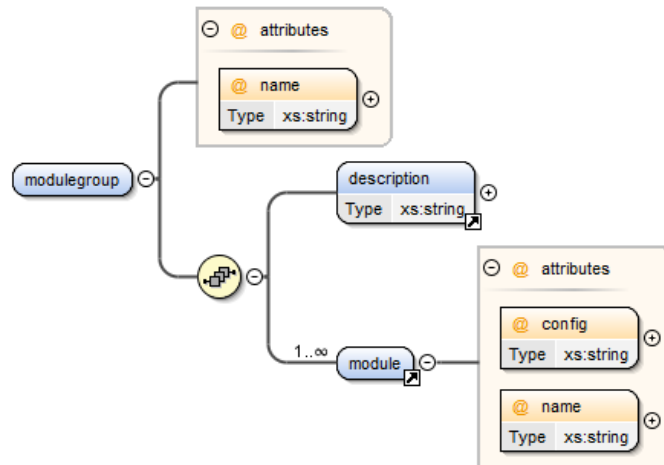 @ attributes
@ name
Type xs:string
modulegroup
description
Type xs:string
@ attributes
@ config
Type xs:string
1..∞
module
@ name
Type xs:string